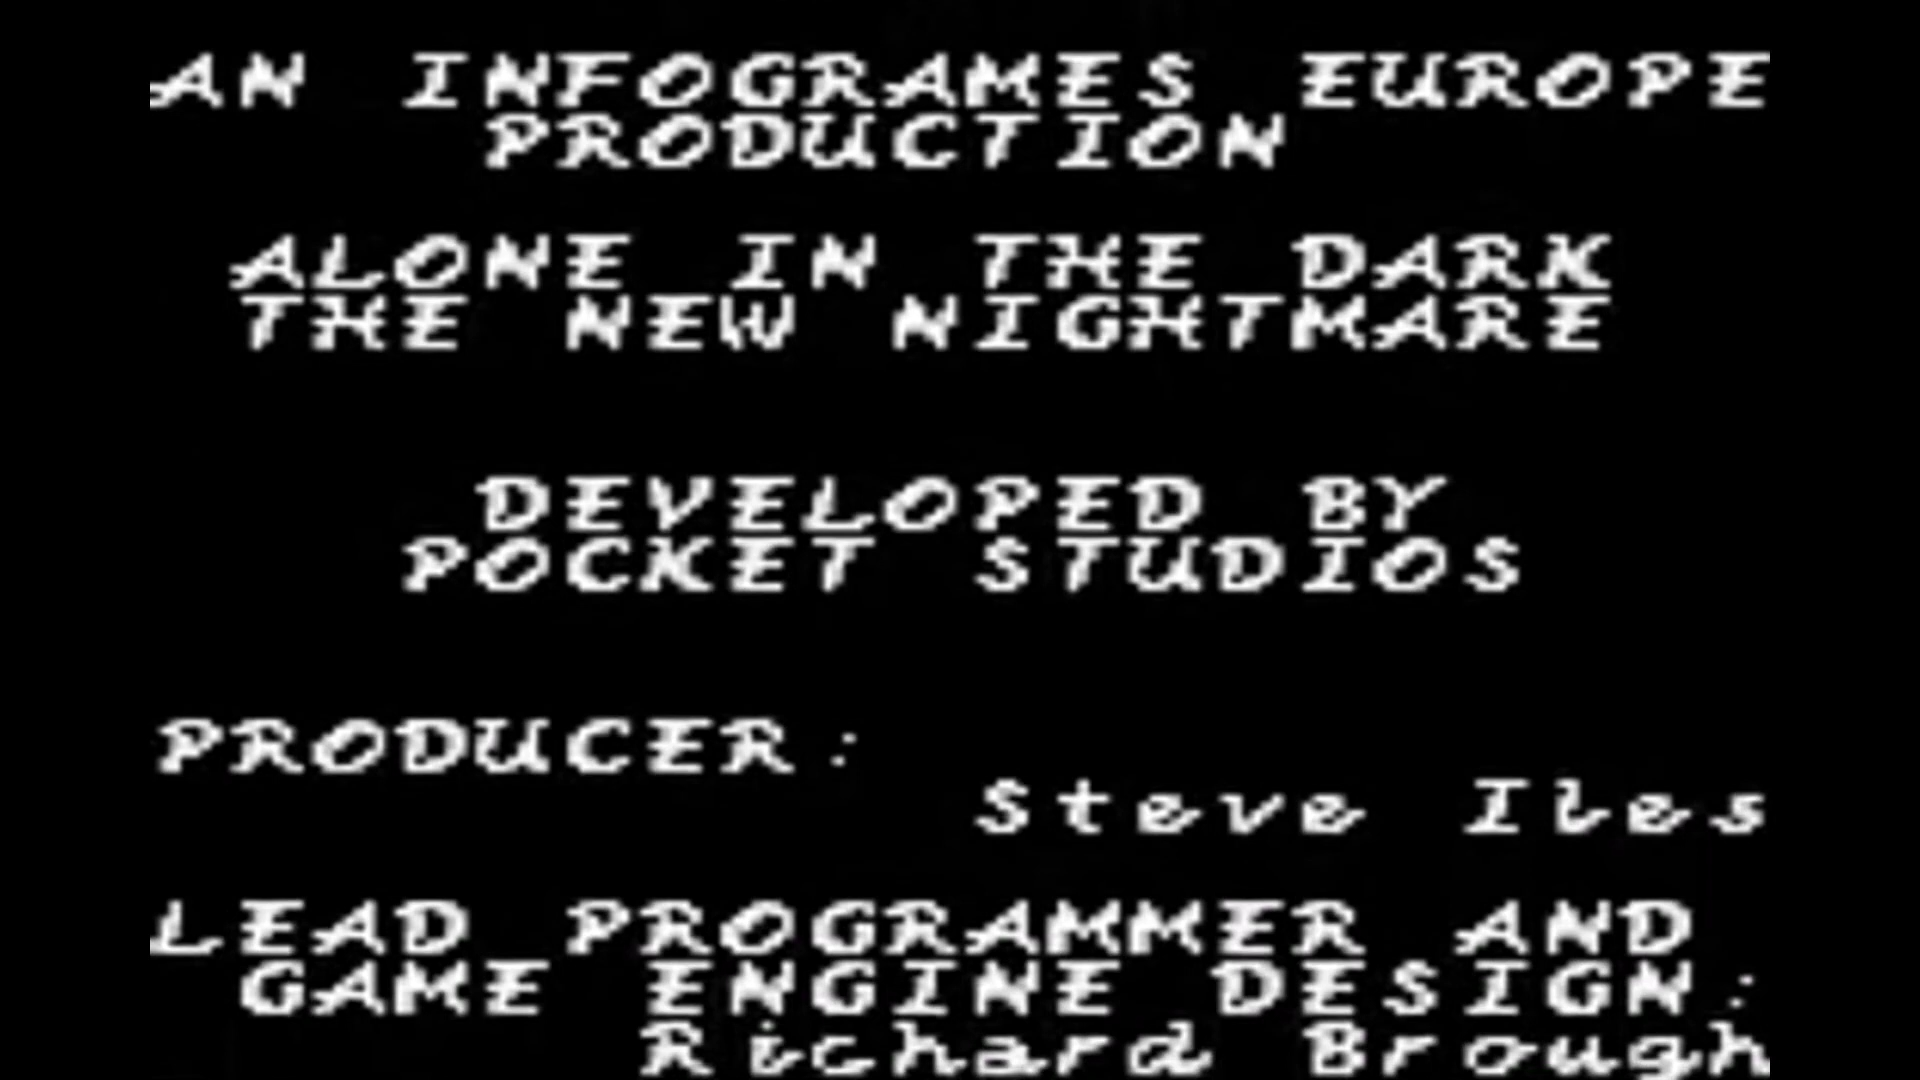 AN INFOGRAMES EUROPE
PRODUCTION
ALONE IN THE DARK
THE NEW NIGHTMARE
DEVELOPED BY
POCKET STUDIOS
PRODUCER:
Steve Iles
LEAD PROGRAMMER AND
GAME ENGINE DESIGN:
Richard Brough